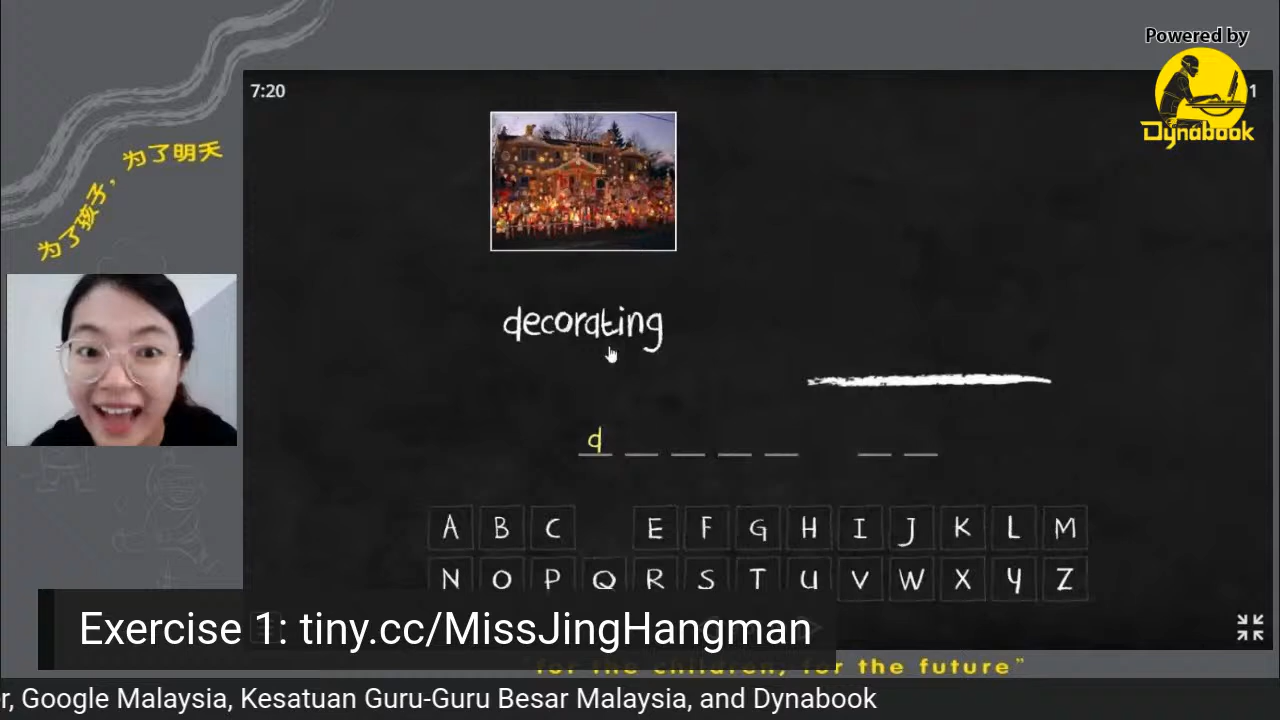 Powered by
Dynabook
7:20
1
为了孩子，为了明天
decorating
d
A B C E F G H I J K L M
N O P Q R S T U V W X Y Z
Exercise 1: tiny.cc/MissJingHangman
for the children, for the future”
r, Google Malaysia, Kesatuan Guru-Guru Besar Malaysia, and Dynabook